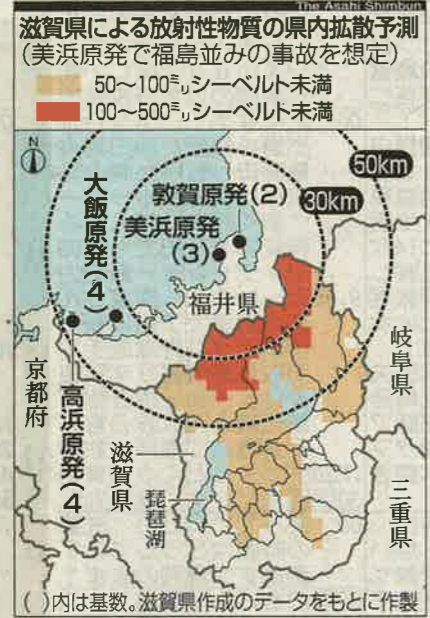 The Asahi Shimbun
滋賀県による放射性物質の県内拡散予測
(美浜原発で福島並みの事故を想定)
50〜100㍉シーベルト未満
100〜500㍉シーベルト未満
N
50km
30km
敦賀原発(2)
美浜原発
(3)
大飯原発(4)
福井県
岐阜県
京都府
高浜原発(4)
滋賀県
琵琶湖
三重県
( )内は基数。滋賀県作成のデータをもとに作製